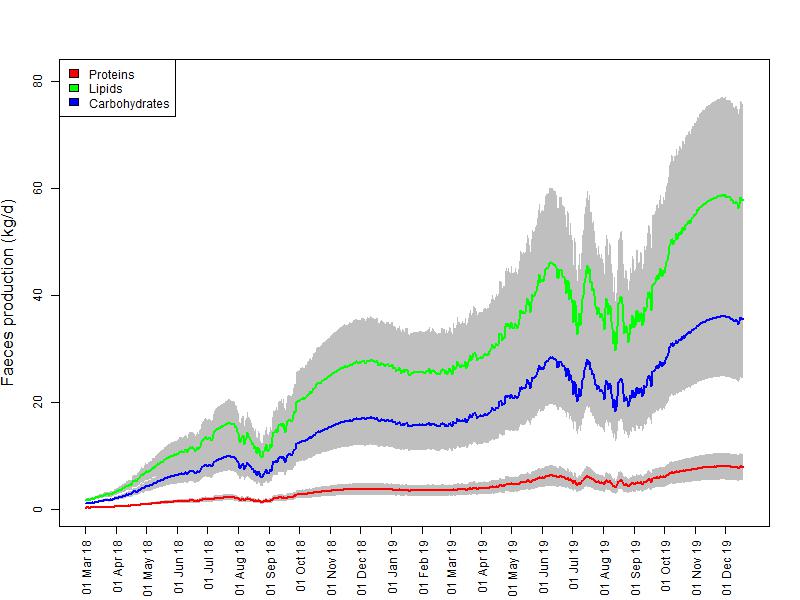 Proteins
Lipids
Carbohydrates
Faeces production (kg/d)
80
60
40
20
0
01 Mar 18
01 Apr 18
01 May 18
01 Jun 18
01 Jul 18
01 Aug 18
01 Sep 18
01 Oct 18
01 Nov 18
01 Dec 18
01 Jan 19
01 Feb 19
01 Mar 19
01 Apr 19
01 May 19
01 Jun 19
01 Jul 19
01 Aug 19
01 Sep 19
01 Oct 19
01 Nov 19
01 Dec 19